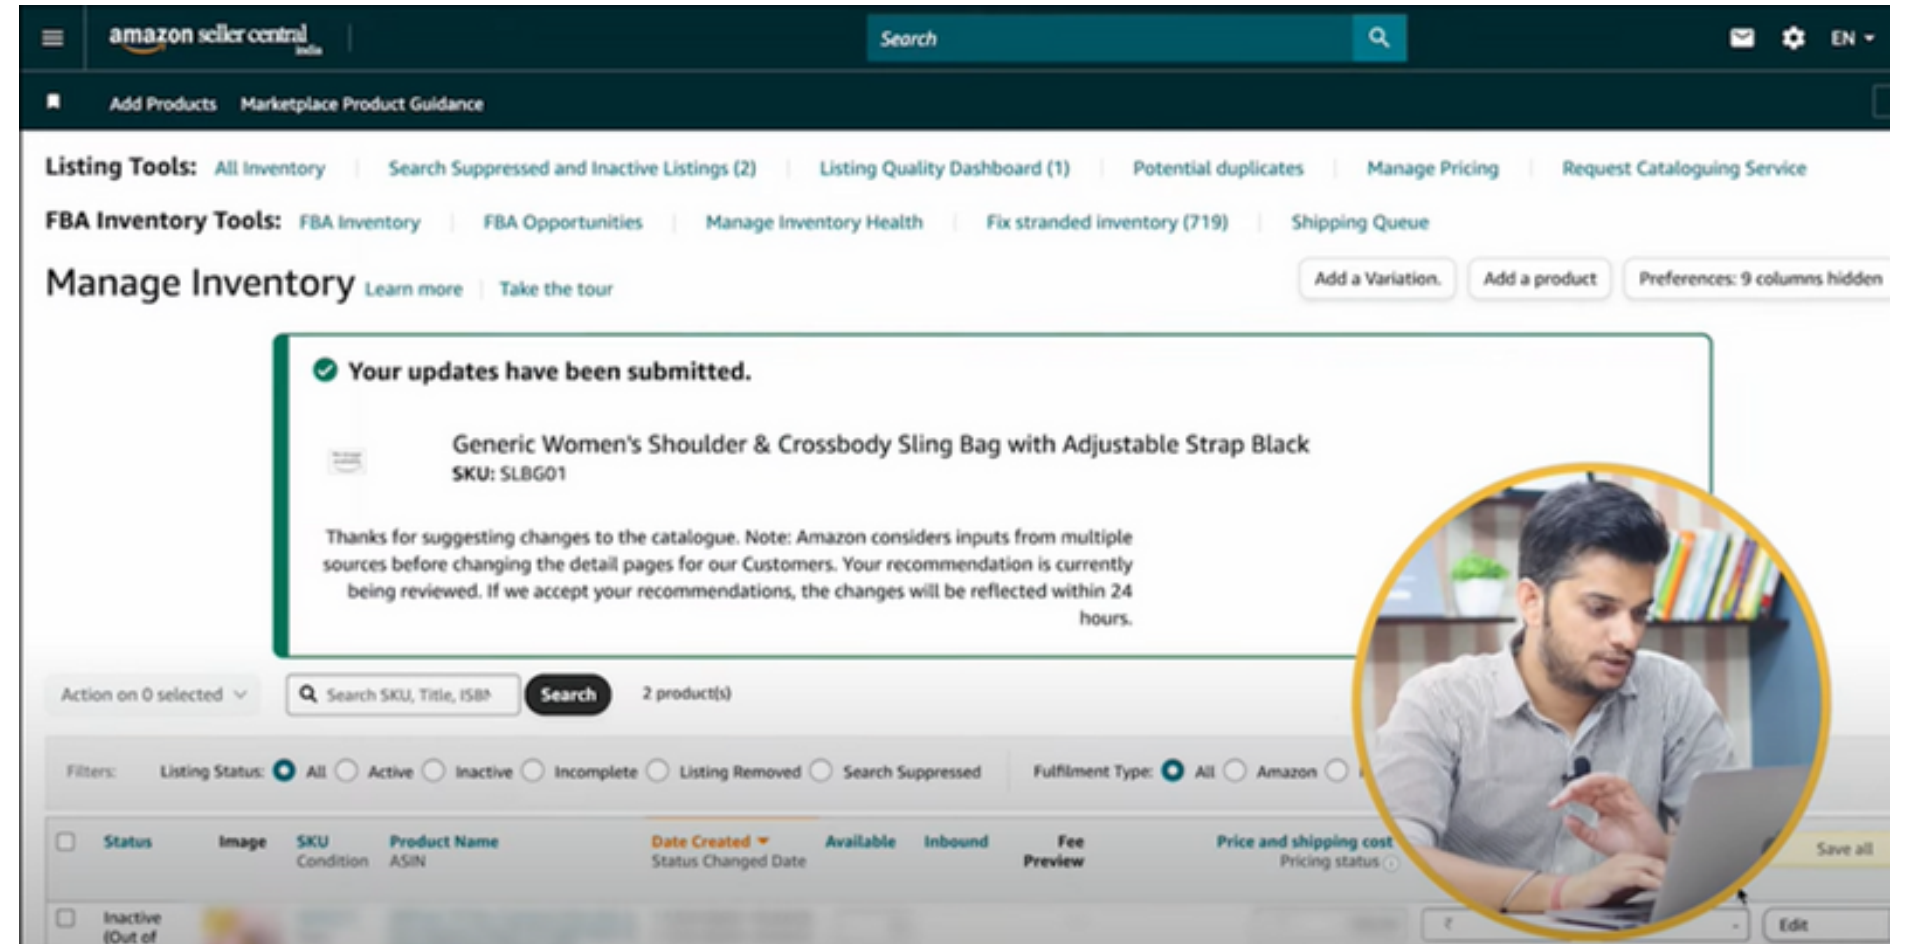 amazon seller central
india
Search
EN
Add Products Marketplace Product Guidance
Listing Tools: All Inventory Search Suppressed and Inactive Listings (2) Listing Quality Dashboard (1) Potential duplicates Manage Pricing Request Cataloguing Service
FBA Inventory Tools: FBA Inventory FBA Opportunities Manage Inventory Health Fix stranded inventory (719) Shipping Queue
Manage Inventory Learn more Take the tour Add a Variation. Add a product Preferences: 9 columns hidden
Your updates have been submitted.
Generic Women's Shoulder & Crossbody Sling Bag with Adjustable Strap Black
SKU: SLBG01
Thanks for suggesting changes to the catalogue. Note: Amazon considers inputs from multiple
sources before changing the detail pages for our Customers. Your recommendation is currently
being reviewed. If we accept your recommendations, the changes will be reflected within 24
hours.
Action on 0 selected Search SKU, Title, ISBN Search 2 product(s)
Filters: Listing Status: All Active Inactive Incomplete Listing Removed Search Suppressed Fulfilment Type: All Amazon
Status Image SKU Product Name Date Created Available Inbound Fee Price and shipping cost Save all
Condition ASIN Status Changed Date Preview Pricing status
Inactive ₹ Edit
(Out of